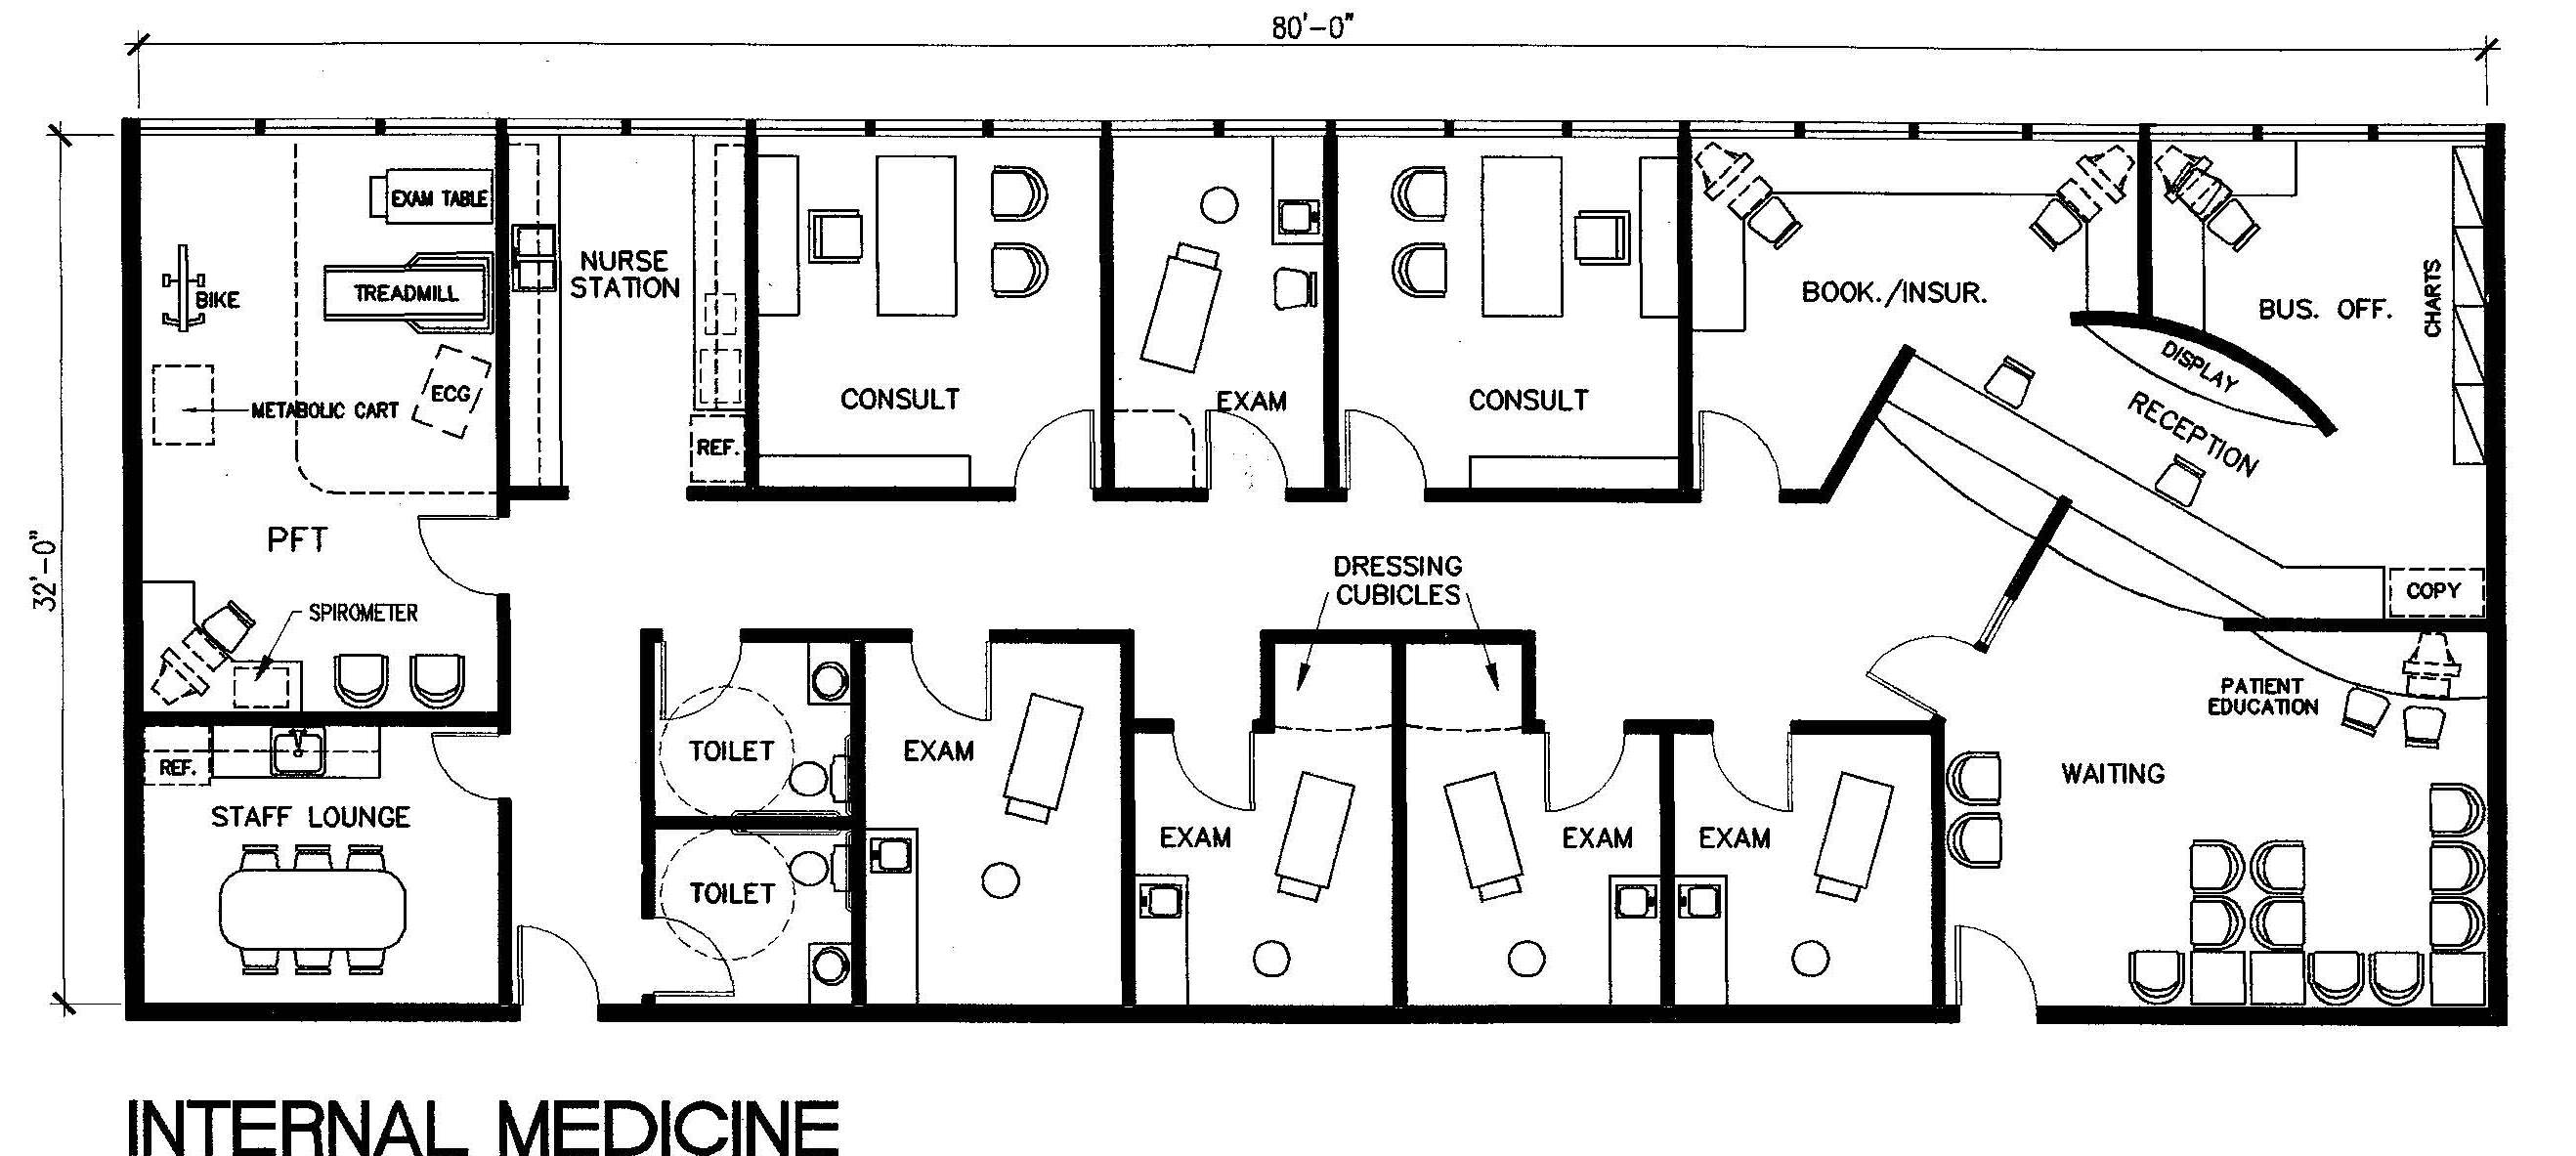 80'-0"
32'-0"
EXAM TABLE
TREADMILL
BIKE
ECG
METABOLIC CART
PFT
SPIROMETER
NURSE
STATION
REF.
CONSULT
EXAM
CONSULT
BOOK./INSUR.
BUS. OFF.
CHARTS
DISPLAY
RECEPTION
COPY
DRESSING
CUBICLES
REF.
STAFF LOUNGE
TOILET
TOILET
EXAM
EXAM
EXAM
EXAM
PATIENT
EDUCATION
WAITING
INTERNAL MEDICINE